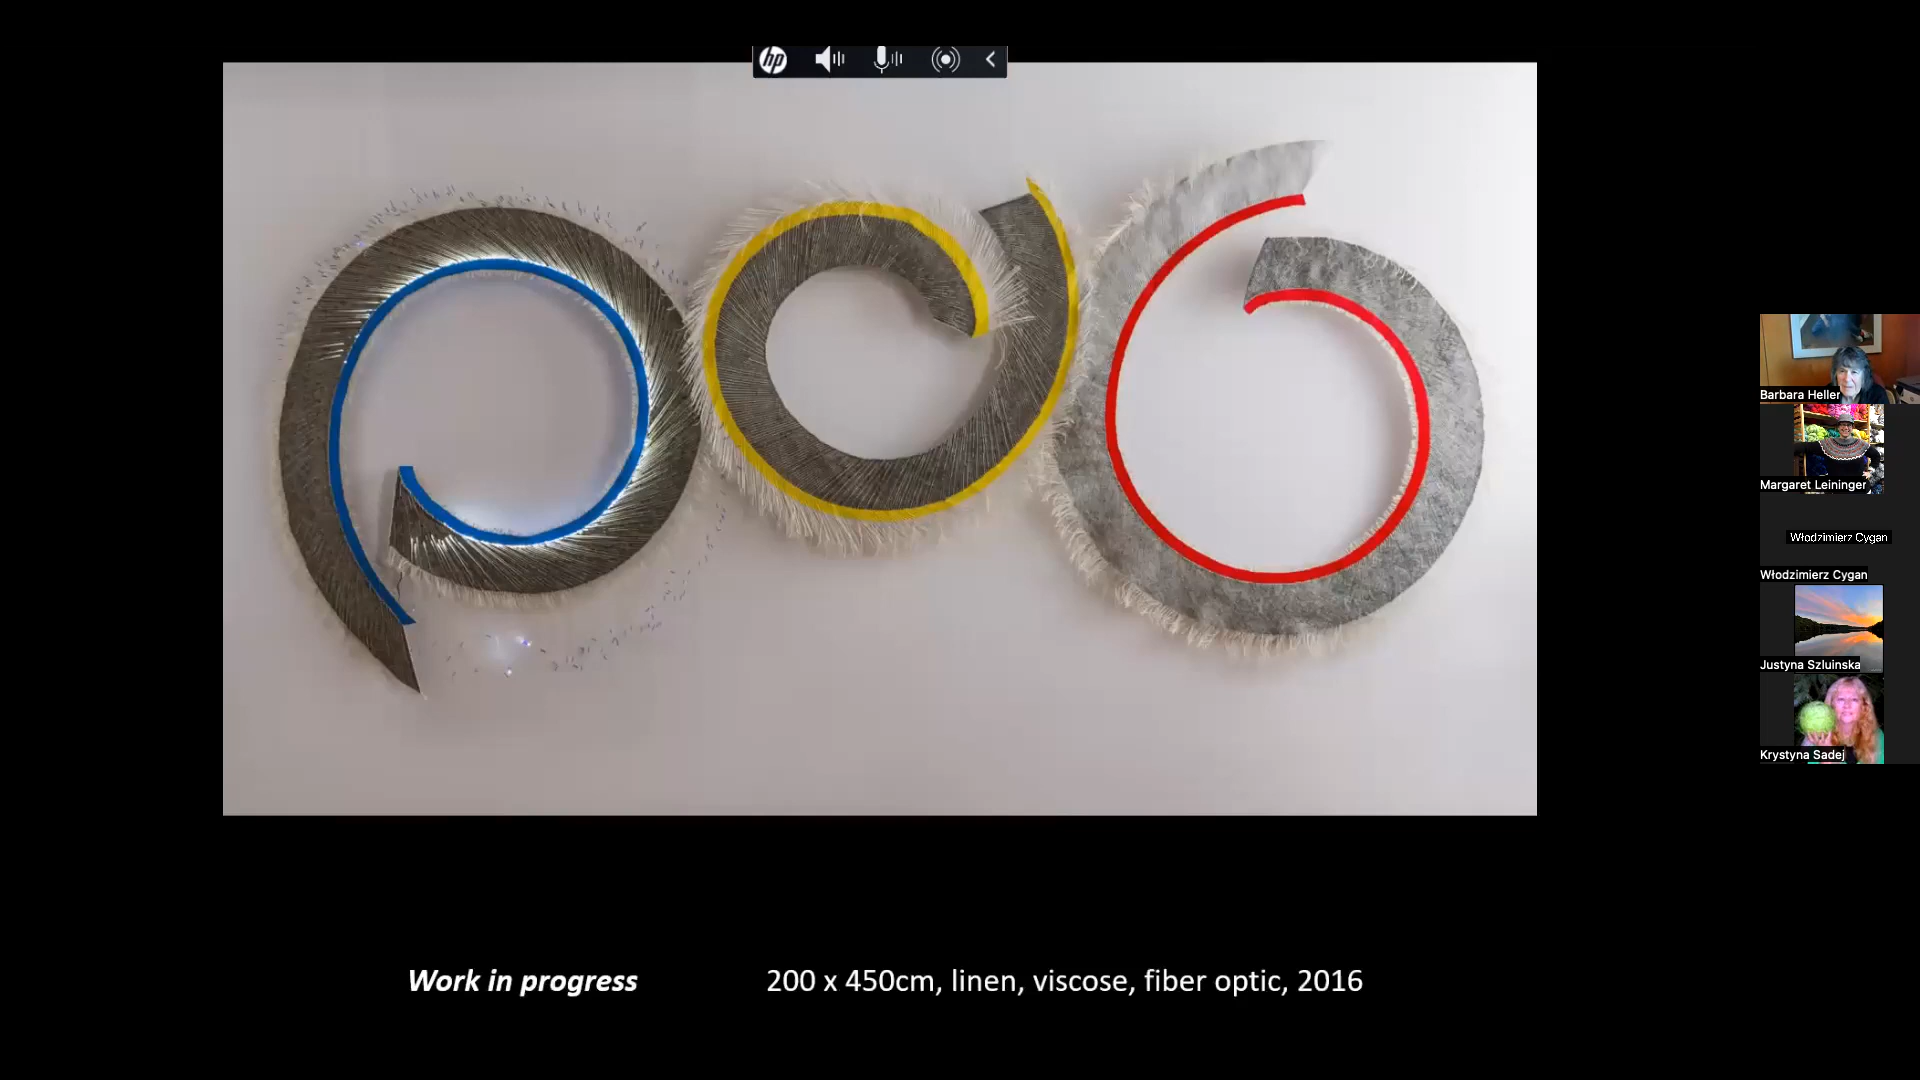 hp
Barbara Heller
Margaret Leininger
Włodzimierz Cygan
Włodzimierz Cygan
Justyna Szluinska
Krystyna Sadej
Work in progress 200 x 450cm, linen, viscose, fiber optic, 2016